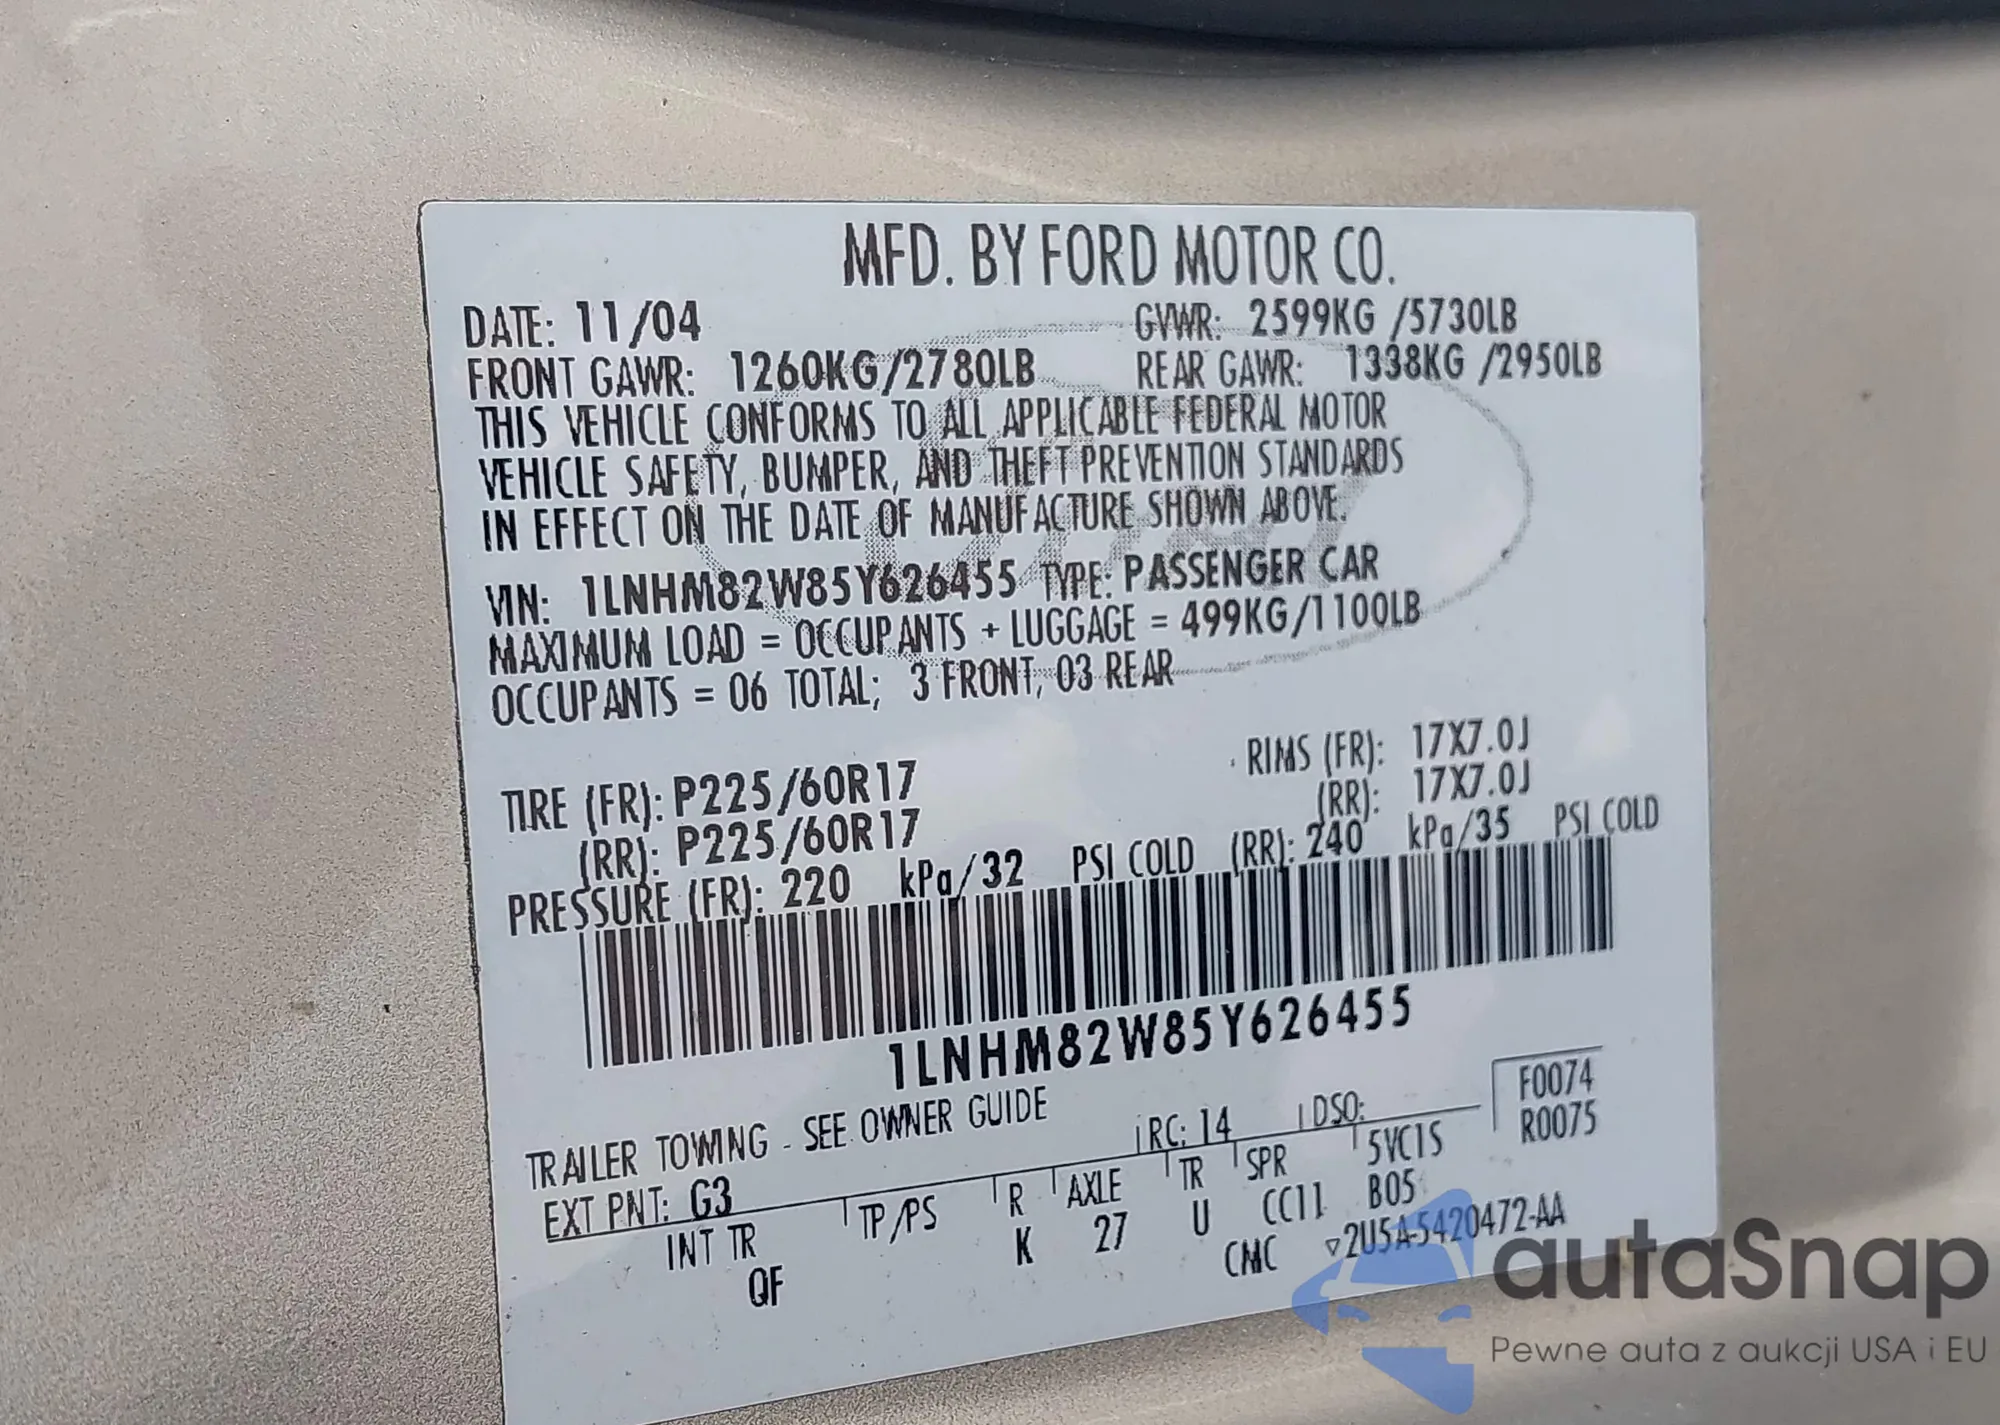 MFD. BY FORD MOTOR CO.
DATE: 11/04 GVWR: 2599KG /5730LB
FRONT GAWR: 1260KG/2780LB REAR GAWR: 1338KG /2950LB
THIS VEHICLE CONFORMS TO ALL APPLICABLE FEDERAL MOTOR
VEHICLE SAFETY, BUMPER, AND THEFT PREVENTION STANDARDS
IN EFFECT ON THE DATE OF MANUFACTURE SHOWN ABOVE.
VIN: 1LNHM82W85Y626455 TYPE: PASSENGER CAR
MAXIMUM LOAD = OCCUPANTS + LUGGAGE = 499KG/1100LB
OCCUPANTS = 06 TOTAL; 3 FRONT, 03 REAR
TIRE (FR): P225/60R17 RIMS (FR): 17X7.0J
(RR): P225/60R17 (RR): 17X7.0J
PRESSURE (FR): 220 kPa/32 PSI COLD (RR): 240 kPa/35 PSI COLD
1LNHM82W85Y626455
TRAILER TOWING - SEE OWNER GUIDE
F0074
R0075
EXT PNT: G3 RC: 14 DSO:
INT TR TP/PS R AXLE TR SPR 5VC1S
QF K 27 U CC11 B05
CMC ▿2U5A-5420472-AA
autaSnap
Pewne auta z aukcji USA i EU